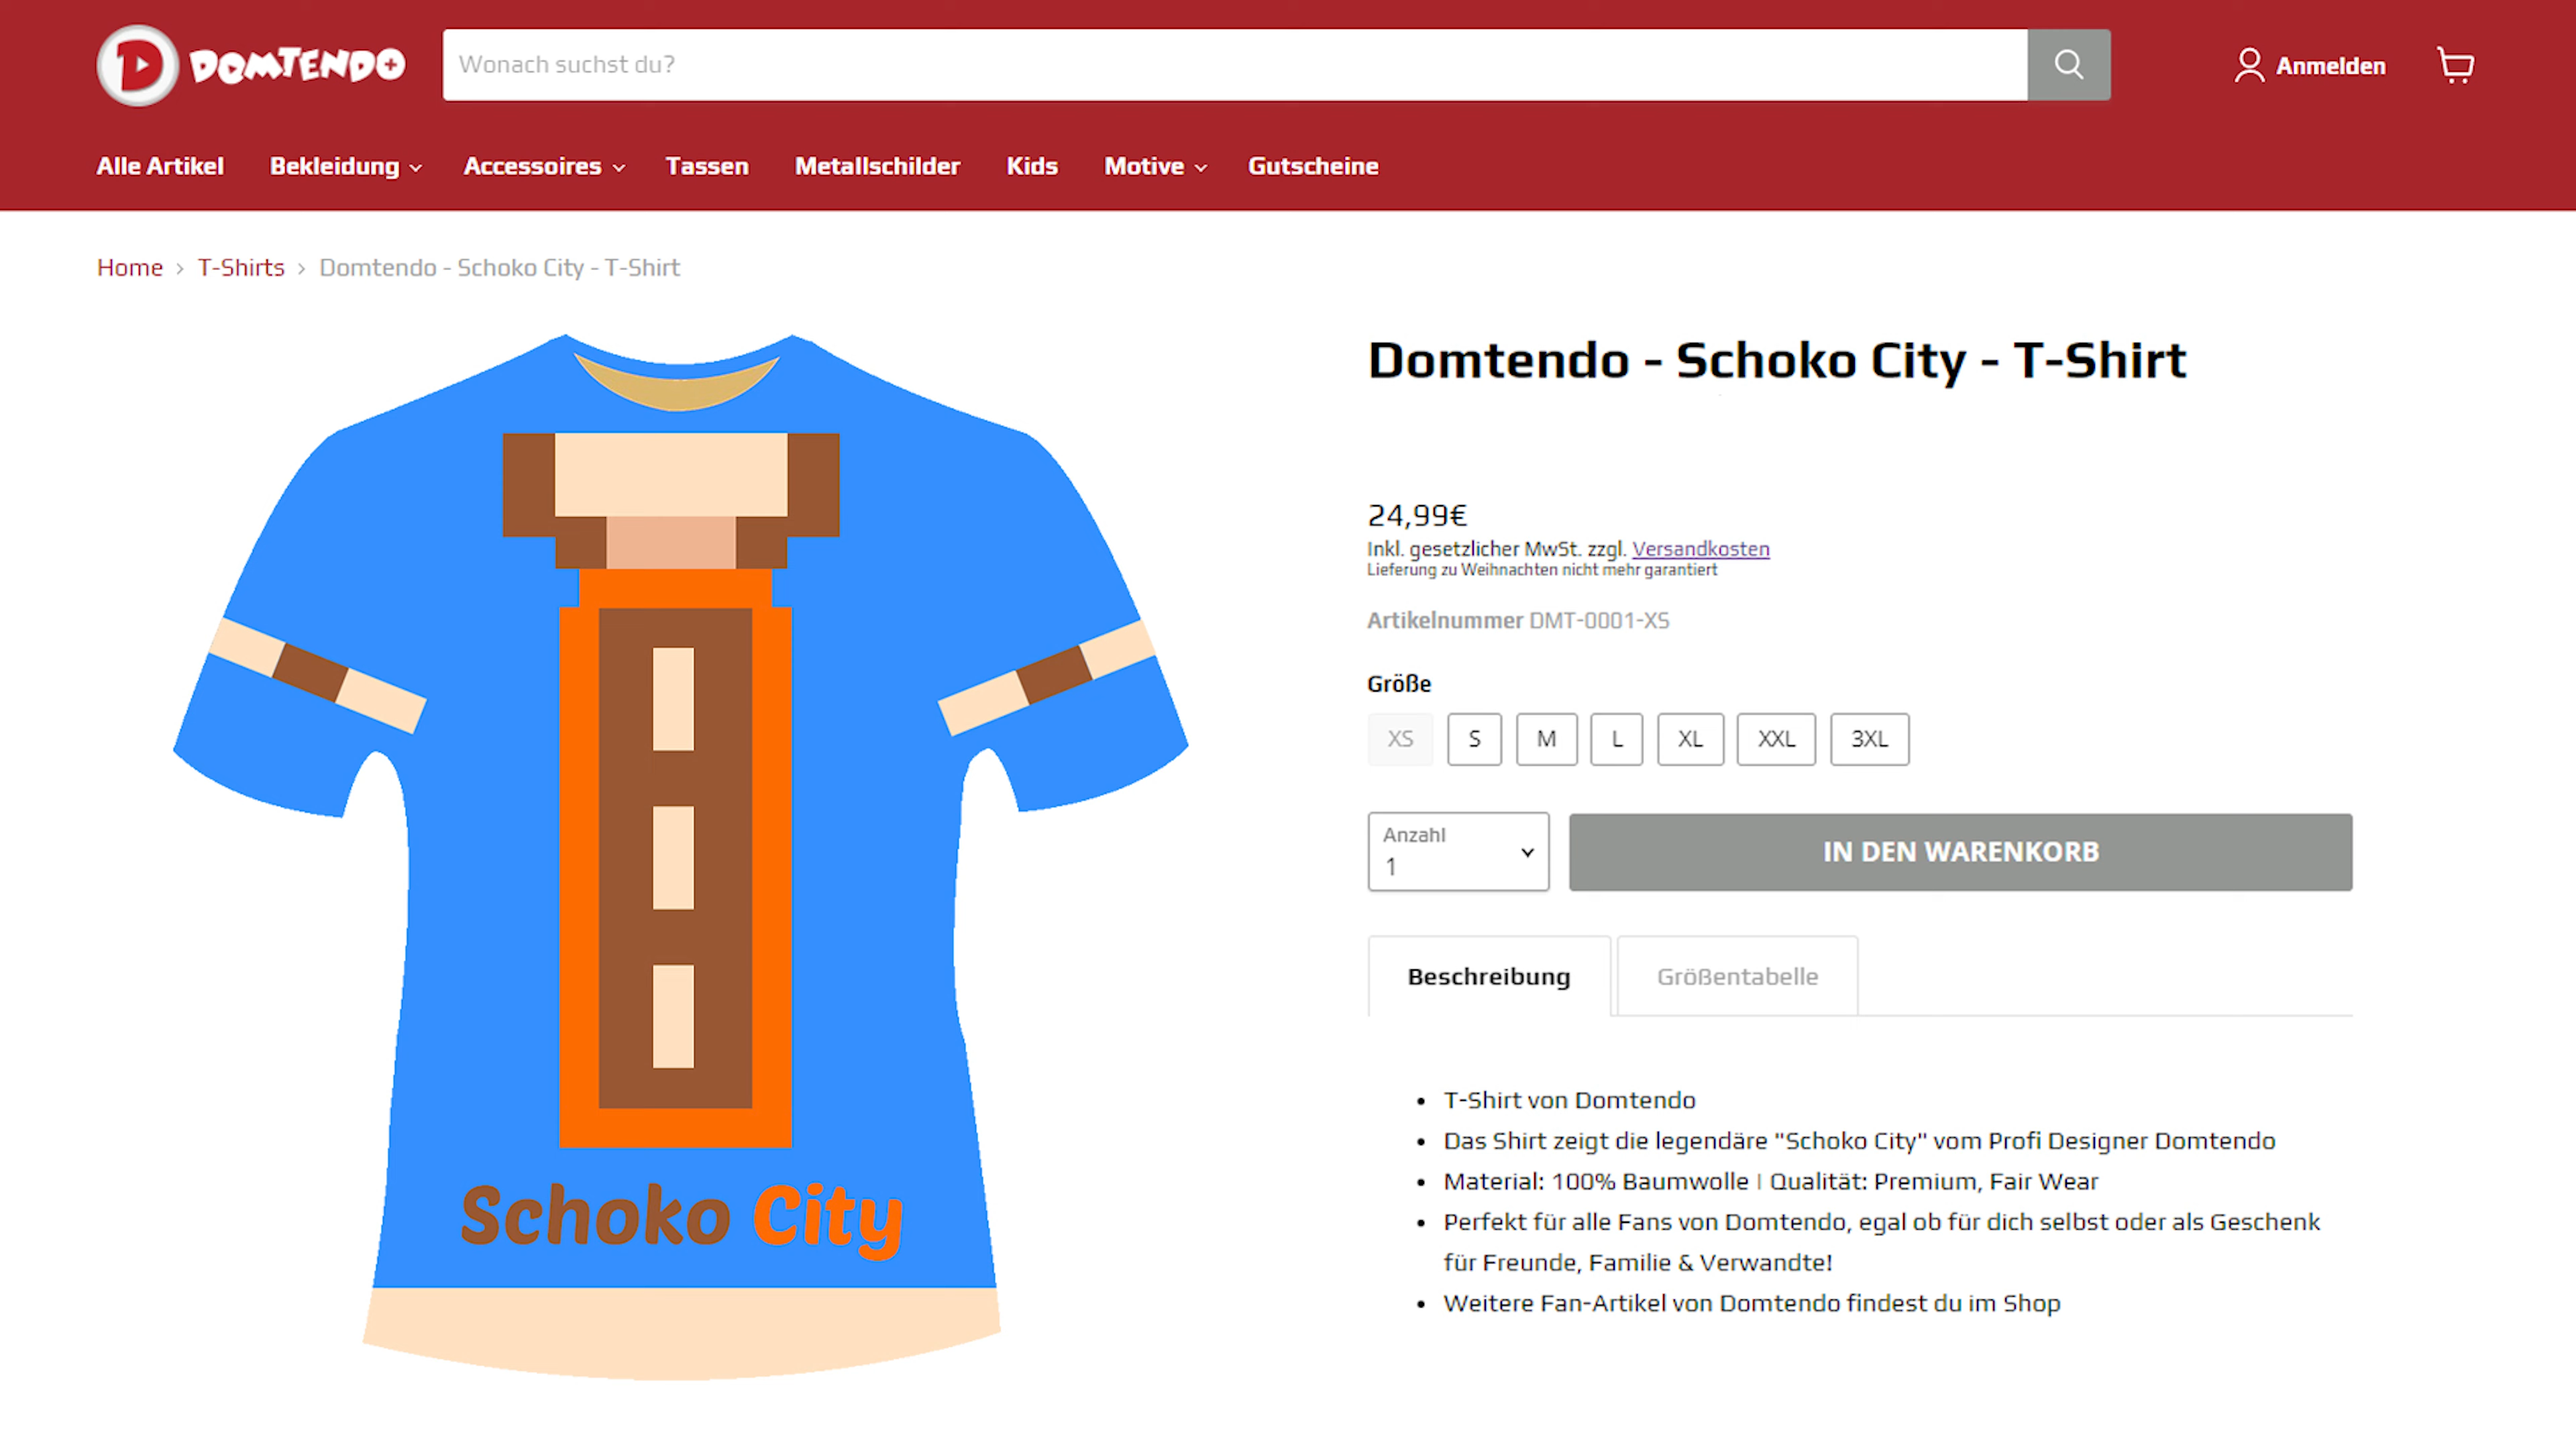 DOMTENDO
Wonach suchst du?
Anmelden
Alle Artikel Bekleidung Accessoires Tassen Metallschilder Kids Motive Gutscheine
Home › T-Shirts › Domtendo - Schoko City - T-Shirt
Schoko City
Domtendo - Schoko City - T-Shirt
24,99€
Inkl. gesetzlicher MwSt. zzgl. Versandkosten
Lieferung zu Weihnachten nicht mehr garantiert
Artikelnummer DMT-0001-XS
Größe
XS S M L XL XXL 3XL
Anzahl
1
IN DEN WARENKORB
Beschreibung Größentabelle
• T-Shirt von Domtendo
• Das Shirt zeigt die legendäre "Schoko City" vom Profi Designer Domtendo
• Material: 100% Baumwolle | Qualität: Premium, Fair Wear
• Perfekt für alle Fans von Domtendo, egal ob für dich selbst oder als Geschenk
für Freunde, Familie & Verwandte!
• Weitere Fan-Artikel von Domtendo findest du im Shop